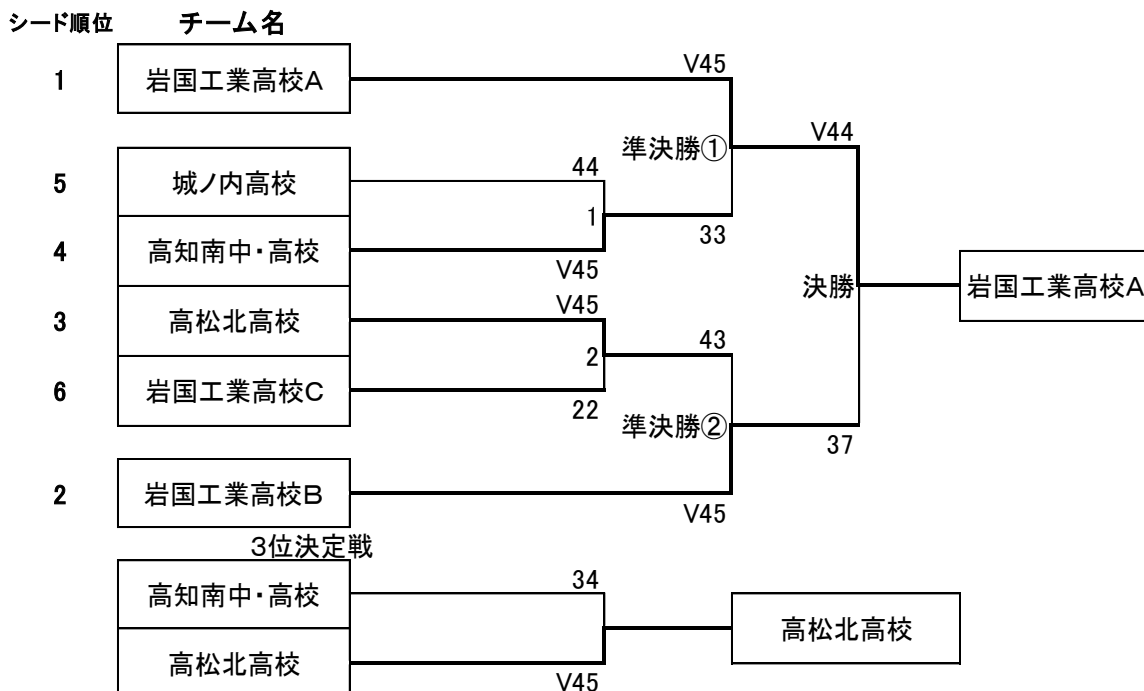 シード順位 チーム名
1 岩国工業高校A V45
準決勝① V44
5 城ノ内高校 44
1
4 高知南中・高校 V45 33
決勝 岩国工業高校A
3 高松北高校 V45
2 43
6 岩国工業高校C 22
準決勝② 37
2 岩国工業高校B V45
3位決定戦
高知南中・高校 34
高松北高校
高松北高校 V45